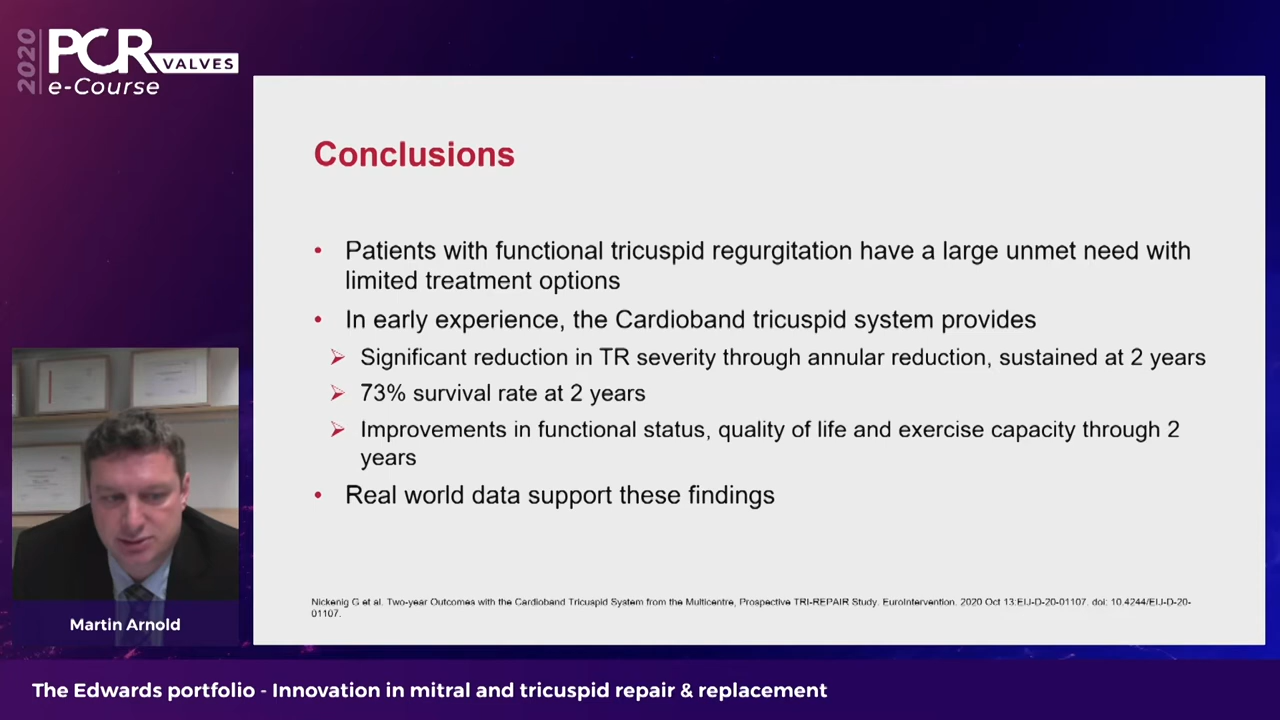 2020
PCR
VALVES
e-Course
Conclusions
• Patients with functional tricuspid regurgitation have a large unmet need with
limited treatment options
• In early experience, the Cardioband tricuspid system provides
➢ Significant reduction in TR severity through annular reduction, sustained at 2 years
➢ 73% survival rate at 2 years
➢ Improvements in functional status, quality of life and exercise capacity through 2
years
• Real world data support these findings
Nickenig G et al. Two-year Outcomes with the Cardioband Tricuspid System from the Multicentre, Prospective TRI-REPAIR Study. EuroIntervention. 2020 Oct 13:EIJ-D-20-01107. doi: 10.4244/EIJ-D-20-
01107.
Martin Arnold
The Edwards portfolio - Innovation in mitral and tricuspid repair & replacement